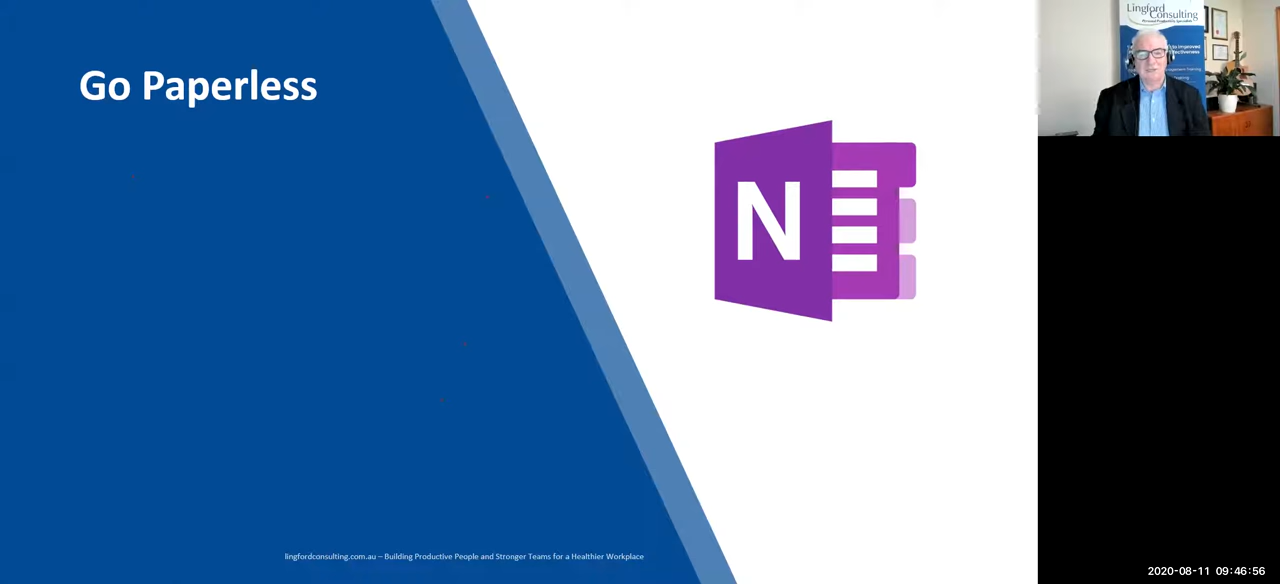 Go Paperless
N
lingfordconsulting.com.au – Building Productive People and Stronger Teams for a Healthier Workplace
Lingford
Consulting
2020-08-11 09:46:56